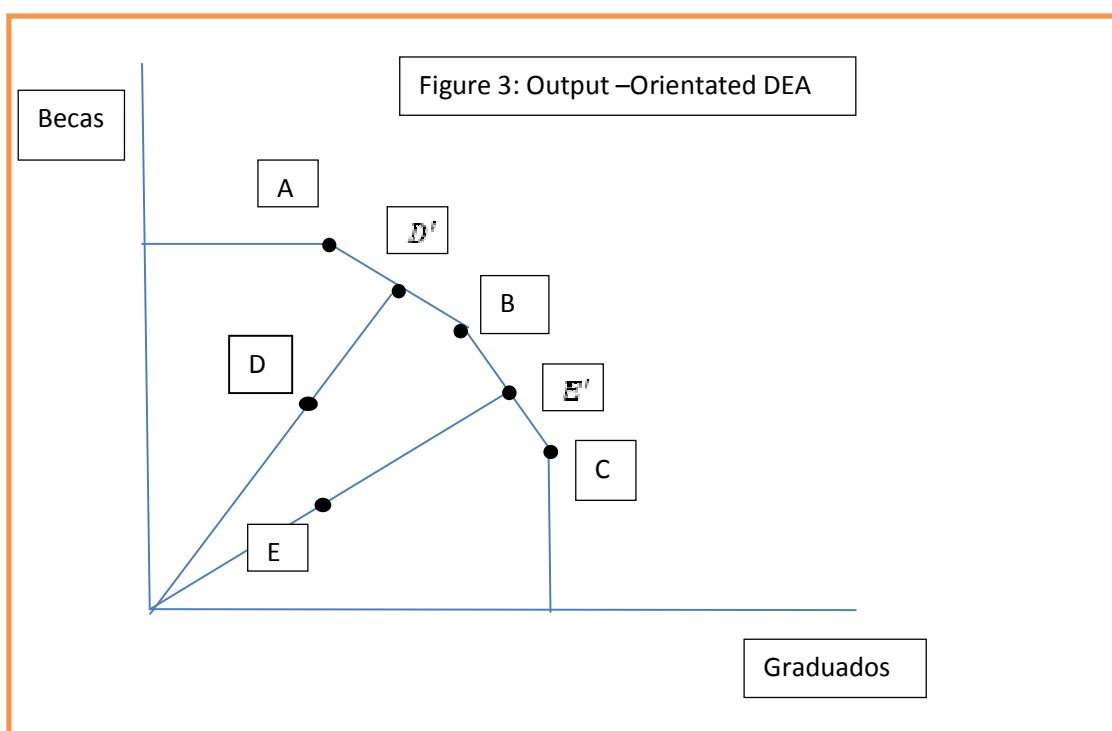 Figure 3: Output –Orientated DEA
Becas
A
D'
B
D
E'
C
E
Graduados